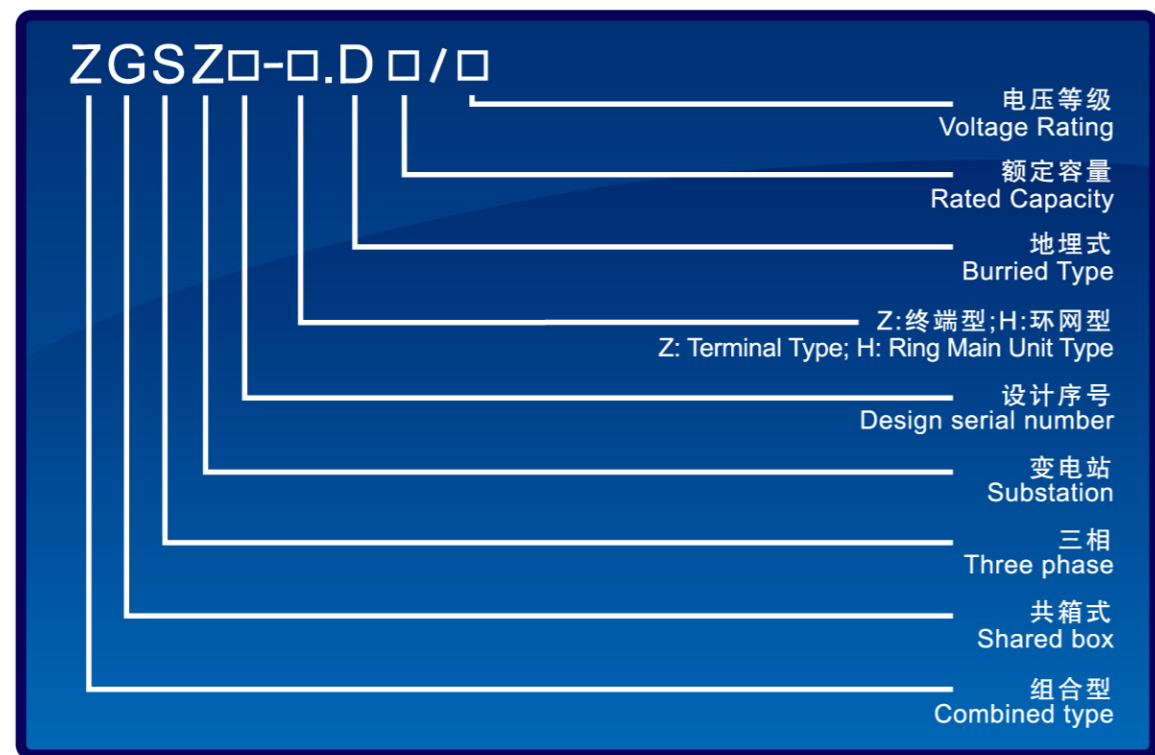 ZGSZ□-□.D□/□
电压等级
Voltage Rating
额定容量
Rated Capacity
地埋式
Burried Type
Z:终端型;H:环网型
Z: Terminal Type; H: Ring Main Unit Type
设计序号
Design serial number
变电站
Substation
三相
Three phase
共箱式
Shared box
组合型
Combined type